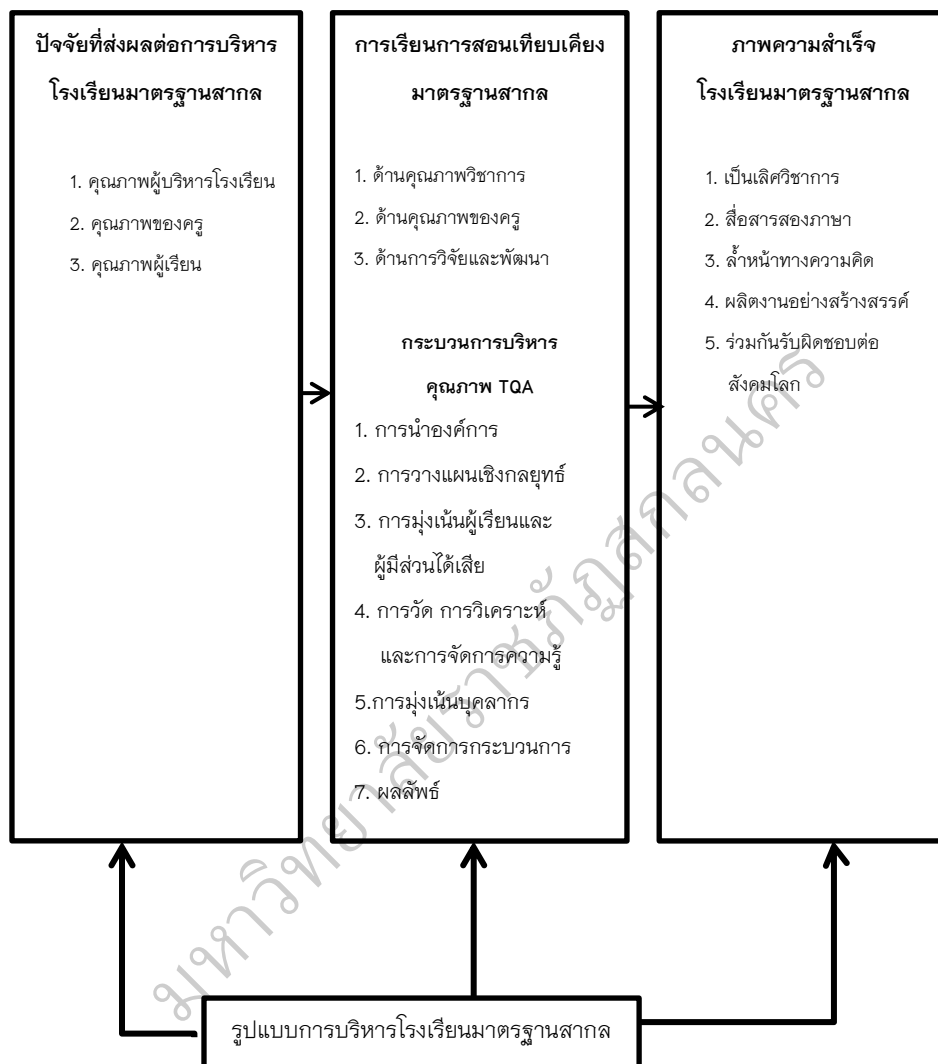 ปัจจัยที่ส่งผลต่อการบริหาร
โรงเรียนมาตรฐานสากล
1. คุณภาพผู้บริหารโรงเรียน
2. คุณภาพของครู
3. คุณภาพผู้เรียน
การเรียนการสอนเทียบเคียง
มาตรฐานสากล
1. ด้านคุณภาพวิชาการ
2. ด้านคุณภาพของครู
3. ด้านการวิจัยและพัฒนา
กระบวนการบริหาร
คุณภาพ TQA
1. การนำองค์การ
2. การวางแผนเชิงกลยุทธ์
3. การมุ่งเน้นผู้เรียนและ
ผู้มีส่วนได้เสีย
4. การวัด การวิเคราะห์
และการจัดการความรู้
5.การมุ่งเน้นบุคลากร
6. การจัดการกระบวนการ
7. ผลลัพธ์
ภาพความสำเร็จ
โรงเรียนมาตรฐานสากล
1. เป็นเลิศวิชาการ
2. สื่อสารสองภาษา
3. ล้ำหน้าทางความคิด
4. ผลิตงานอย่างสร้างสรรค์
5. ร่วมกันรับผิดชอบต่อ
สังคมโลก
รูปแบบการบริหารโรงเรียนมาตรฐานสากล
มหาวิทยาลัยราชภัฏสกลนคร